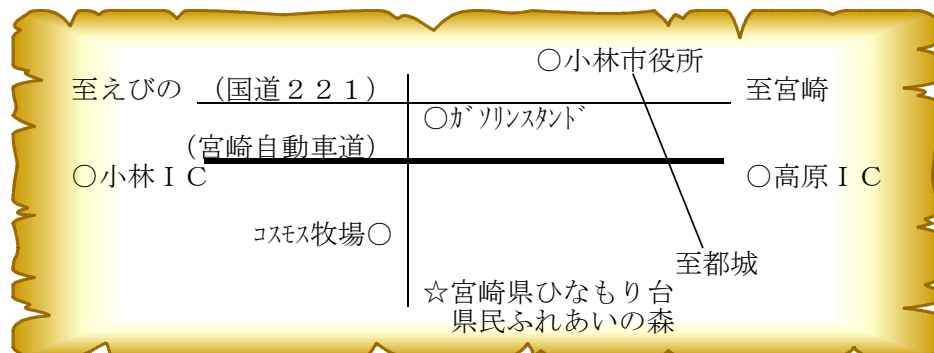 ○小林市役所
至えびの （国道２２１） 至宮崎
○ｶﾞｿﾘﾝｽﾀﾝﾄﾞ
（宮崎自動車道）
○小林ＩＣ ○高原ＩＣ
ｺｽﾓｽ牧場○
至都城
☆宮崎県ひなもり台
県民ふれあいの森